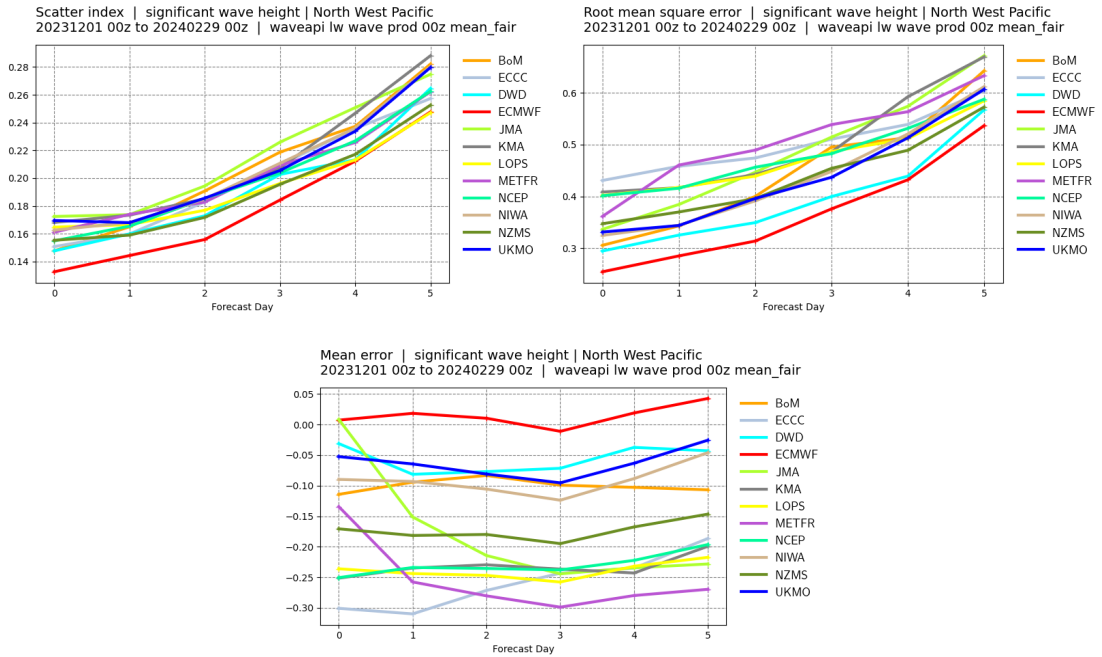 Scatter index | significant wave height | North West Pacific
20231201 00z to 20240229 00z | waveapi lw wave prod 00z mean_fair
0.28
0.26
0.24
0.22
0.20
0.18
0.16
0.14
0 1 2 3 4 5
Forecast Day
BoM
ECCC
DWD
ECMWF
JMA
KMA
LOPS
METFR
NCEP
NIWA
NZMS
UKMO
Root mean square error | significant wave height | North West Pacific
20231201 00z to 20240229 00z | waveapi lw wave prod 00z mean_fair
0.6
0.5
0.4
0.3
0 1 2 3 4 5
Forecast Day
BoM
ECCC
DWD
ECMWF
JMA
KMA
LOPS
METFR
NCEP
NIWA
NZMS
UKMO
Mean error | significant wave height | North West Pacific
20231201 00z to 20240229 00z | waveapi lw wave prod 00z mean_fair
0.05
0.00
−0.05
−0.10
−0.15
−0.20
−0.25
−0.30
0 1 2 3 4 5
Forecast Day
BoM
ECCC
DWD
ECMWF
JMA
KMA
LOPS
METFR
NCEP
NIWA
NZMS
UKMO